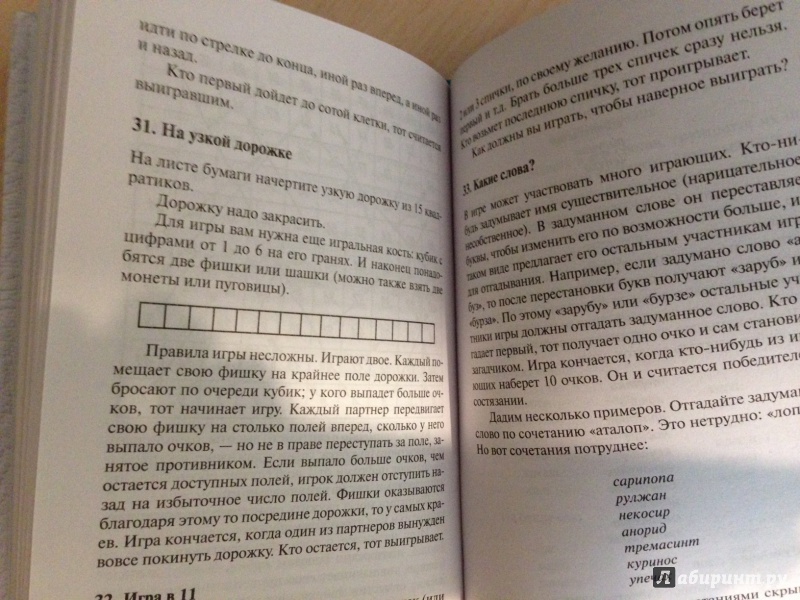 идти по стрелке до конца, иной раз вперед, а иной раз
и назад.
Кто первый дойдет до сотой клетки, тот считается
выигравшим.
31. На узкой дорожке
На листе бумаги начертите узкую дорожку из 15 квад-
ратиков.
Дорожку надо закрасить.
Для игры вам нужна еще игральная кость: кубик с
цифрами от 1 до 6 на его гранях. И наконец понадо-
бятся две фишки или шашки (можно также взять две
монеты или пуговицы).
Правила игры несложны. Играют двое. Каждый по-
мещает свою фишку на крайнее поле дорожки. Затем
бросают по очереди кубик; у кого выпадет больше оч-
ков, тот начинает игру. Каждый партнер передвигает
свою фишку на столько полей вперед, сколько у него
выпало очков, — но не в праве переступать за поле, за-
нятое противником. Если выпало больше очков, чем
остается доступных полей, игрок должен отступить на-
зад на избыточное число полей. Фишки оказываются
благодаря этому то посредине дорожки, то у самых кра-
ев. Игра кончается, когда один из партнеров вынужден
вовсе покинуть дорожку. Кто остается, тот выигрывает.
32. Игра в 11
(или
2 или 3 спички, по своему желанию. Потом опять берет
первый и т.д. Брать больше трех спичек сразу нельзя.
Кто возьмет последнюю спичку, тот проигрывает.
Как должны вы играть, чтобы наверное выиграть?
33. Какие слова?
В игре может участвовать много играющих. Кто-ни-
будь задумывает имя существительное (нарицательное
несобственное). В задуманном слове он переставляе
буквы, чтобы изменить его по возможности больше, и
таком виде предлагает его остальным участникам игр
для отгадывания. Например, если задумано слово «а
буз», то после перестановки букв получают «заруб» и
«бурза». По этому «зарубу» или «бурзе» остальные уч
тники игры должны отгадать задуманное слово. Кто
гадает первый, тот получает одно очко и сам станови
загадчиком. Игра кончается, когда кто-нибудь из и
ющих наберет 10 очков. Он и считается победител
состязании.
Дадим несколько примеров. Отгадайте задума
слово по сочетанию «аталоп». Это нетрудно: «лоп
Но вот сочетания потруднее:
сарипопа
рулжан
некосир
анорид
тремасинт
куринос
упеч
Лабиринт.ру
таниями скры